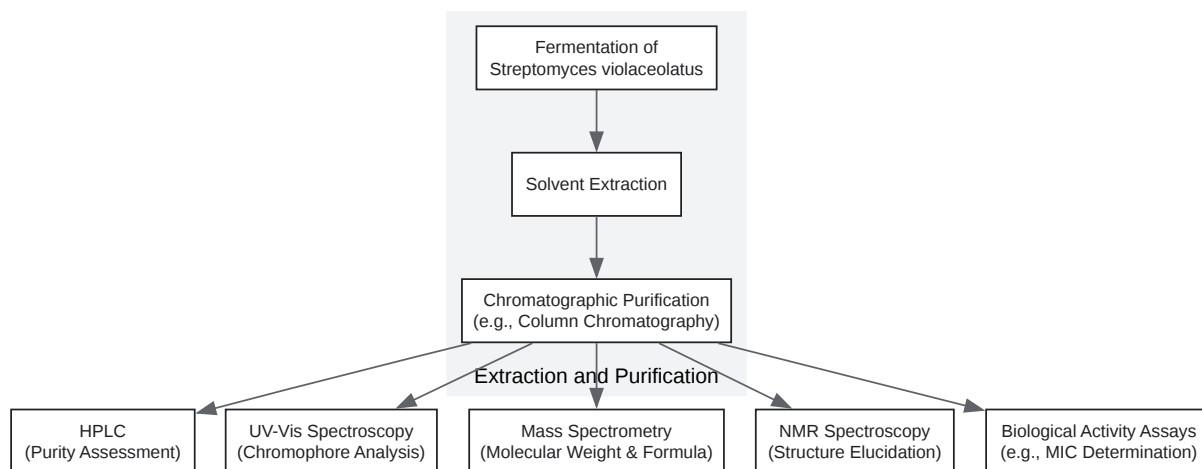 Fermentation of
Streptomyces violaceolatus
Solvent Extraction
Chromatographic Purification
(e.g., Column Chromatography)
Extraction and Purification
HPLC
(Purity Assessment)
UV-Vis Spectroscopy
(Chromophore Analysis)
Mass Spectrometry
(Molecular Weight & Formula)
NMR Spectroscopy
(Structure Elucidation)
Biological Activity Assays
(e.g., MIC Determination)